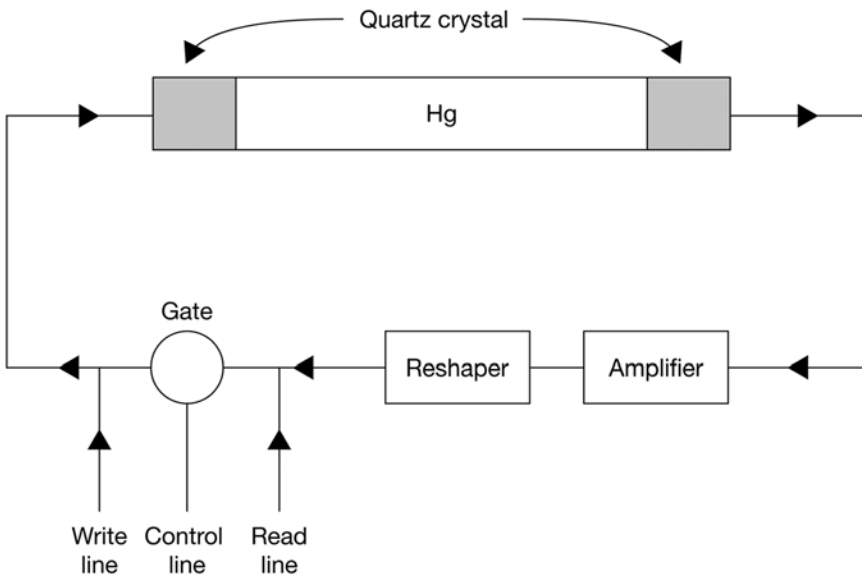 Quartz crystal
Hg
Gate
Reshaper
Amplifier
Write line
Control line
Read line